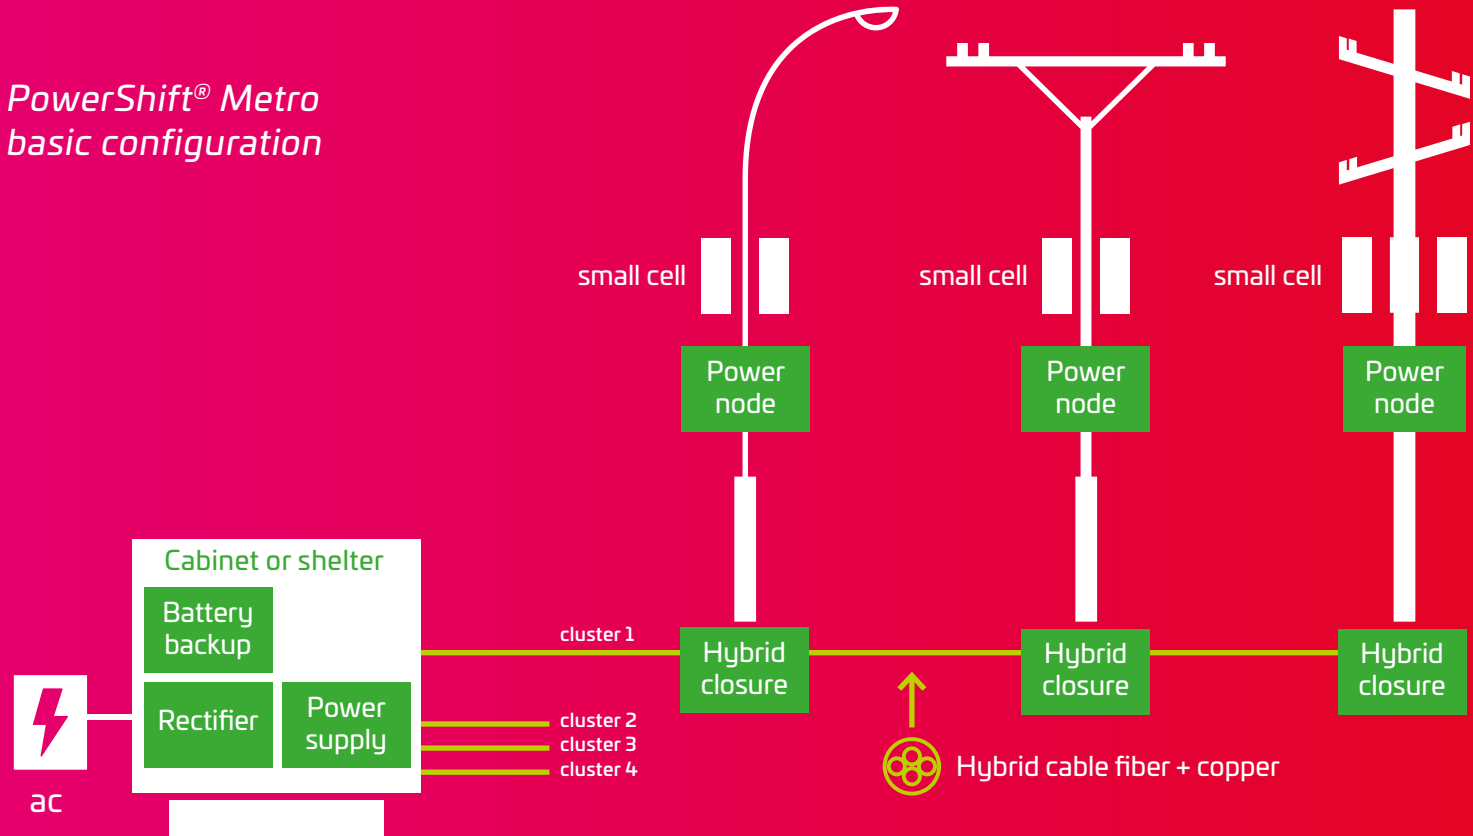 PowerShift® Metro
basic configuration
small cell
small cell
small cell
Power
node
Power
node
Power
node
Cabinet or shelter
Battery
backup
Rectifier
Power
supply
ac
cluster 1
cluster 2
cluster 3
cluster 4
Hybrid
closure
Hybrid
closure
Hybrid
closure
Hybrid cable fiber + copper